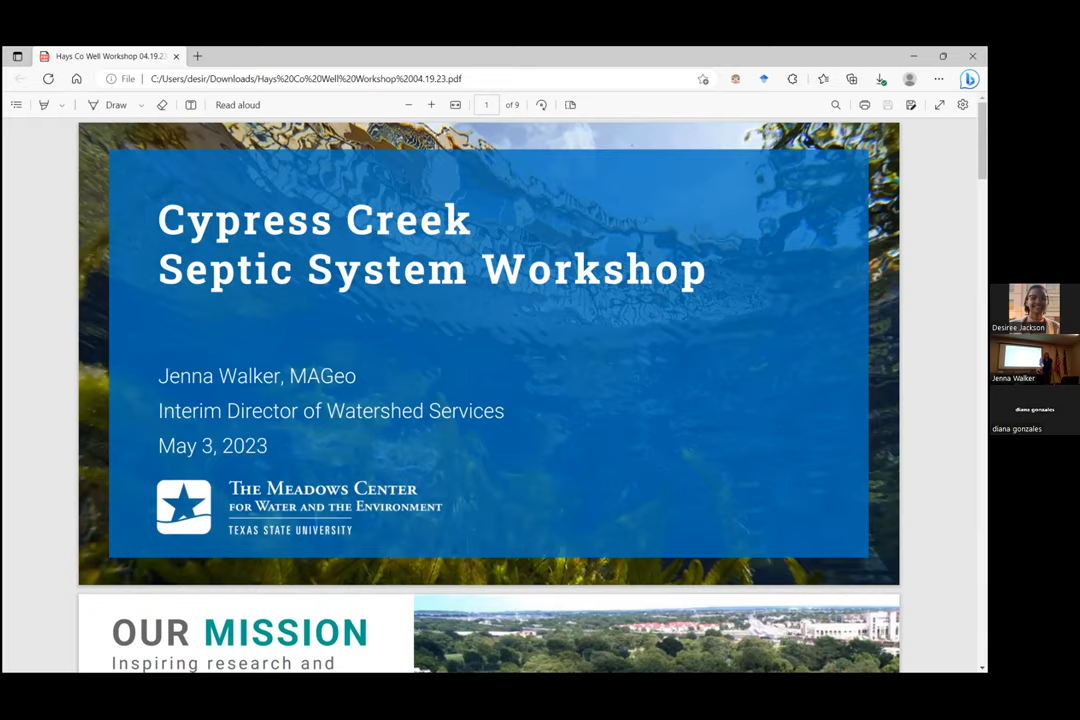 Hays Co Well Workshop 04.19.23
File
C:/Users/desir/Downloads/Hays%20Co%20Well%20Workshop%2004.19.23.pdf
Draw
Read aloud
1
of 9
Cypress Creek
Septic System Workshop
Jenna Walker, MAGeo
Interim Director of Watershed Services
May 3, 2023
THE MEADOWS CENTER
FOR WATER AND THE ENVIRONMENT
TEXAS STATE UNIVERSITY
OUR MISSION
Inspiring research and
Desiree Jackson
Jenna Walker
diana gonzales
diana gonzales